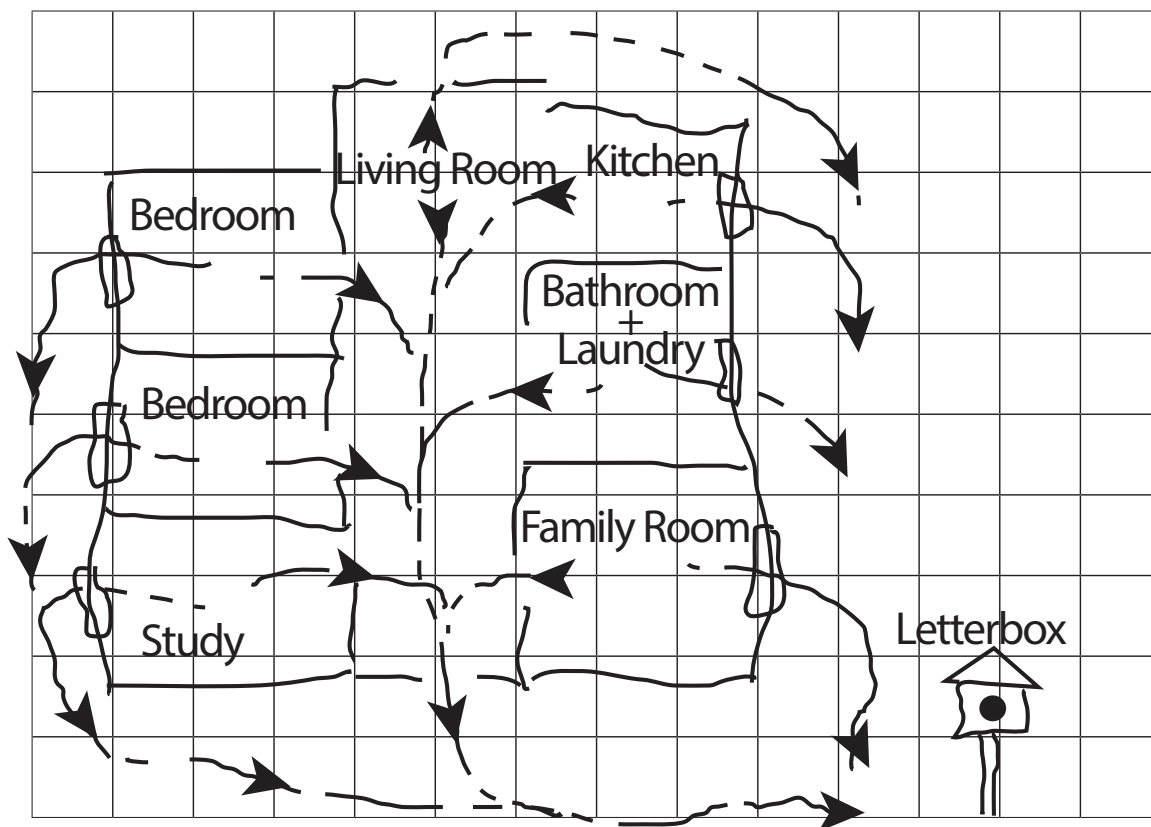 Living Room
Kitchen
Bedroom
Bathroom
+
Laundry
Bedroom
Family Room
Study
Letterbox